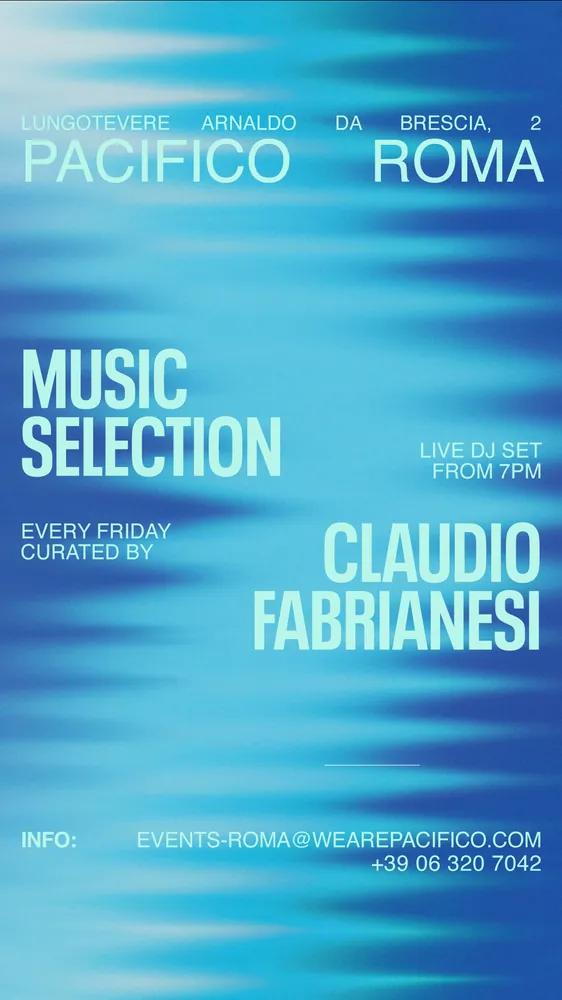 LUNGOTEVERE ARNALDO DA BRESCIA, 2
PACIFICO ROMA
MUSIC
SELECTION
LIVE DJ SET
FROM 7PM
EVERY FRIDAY
CURATED BY
CLAUDIO
FABRIANESI
INFO: EVENTS-ROMA@WEAREPACIFICO.COM
+39 06 320 7042